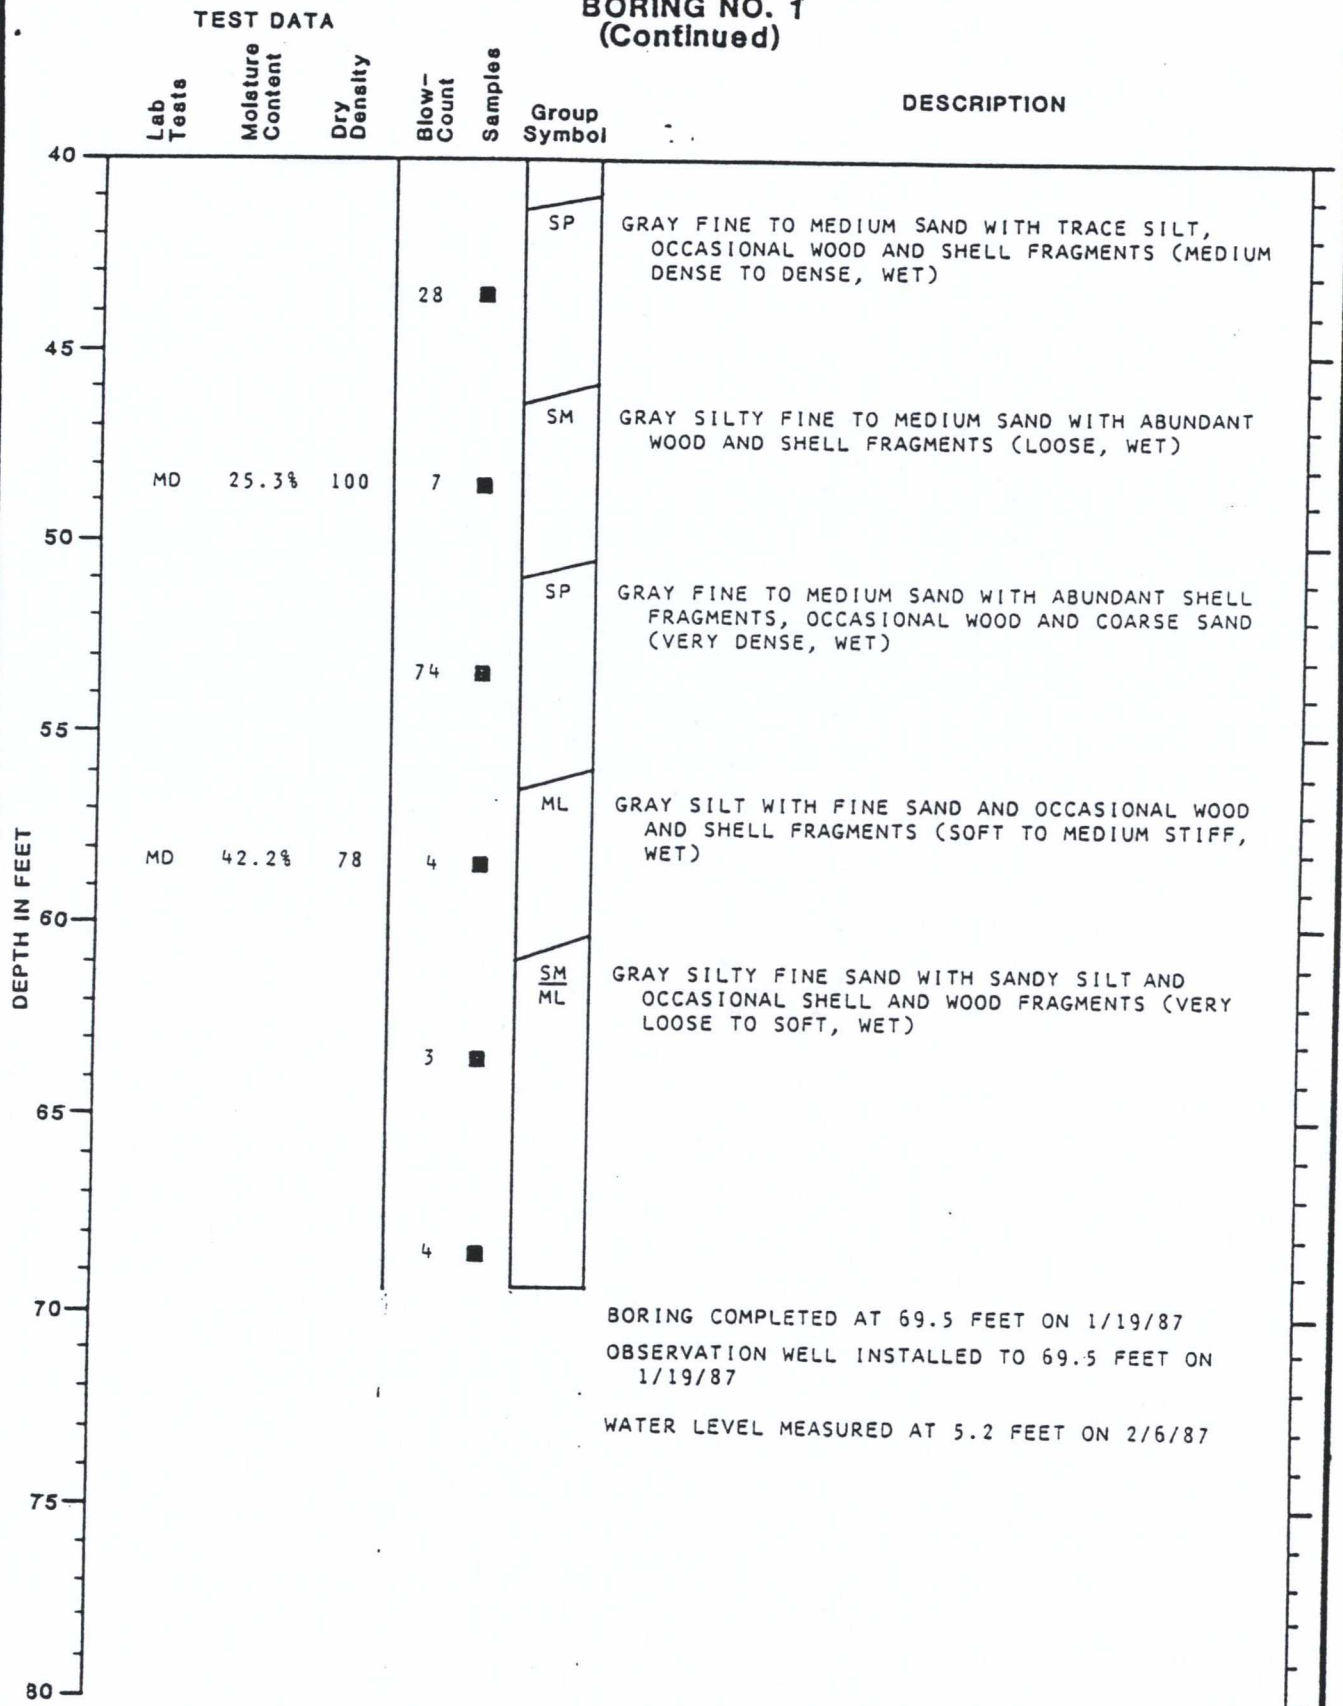 BORING NO. 1
(Continued)
TEST DATA
Lab
Tests
Moisture
Content
Dry
Density
Blow-
Count
Samples
Group
Symbol
DESCRIPTION
DEPTH IN FEET
40
SP GRAY FINE TO MEDIUM SAND WITH TRACE SILT,
OCCASIONAL WOOD AND SHELL FRAGMENTS (MEDIUM
DENSE TO DENSE, WET)
28
45
SM GRAY SILTY FINE TO MEDIUM SAND WITH ABUNDANT
WOOD AND SHELL FRAGMENTS (LOOSE, WET)
MD 25.3% 100 7
50
SP GRAY FINE TO MEDIUM SAND WITH ABUNDANT SHELL
FRAGMENTS, OCCASIONAL WOOD AND COARSE SAND
(VERY DENSE, WET)
74
55
ML GRAY SILT WITH FINE SAND AND OCCASIONAL WOOD
AND SHELL FRAGMENTS (SOFT TO MEDIUM STIFF,
WET)
MD 42.2% 78 4
60
SM GRAY SILTY FINE SAND WITH SANDY SILT AND
ML OCCASIONAL SHELL AND WOOD FRAGMENTS (VERY
LOOSE TO SOFT, WET)
3
65
4
70
BORING COMPLETED AT 69.5 FEET ON 1/19/87
OBSERVATION WELL INSTALLED TO 69.5 FEET ON
1/19/87
WATER LEVEL MEASURED AT 5.2 FEET ON 2/6/87
75
80